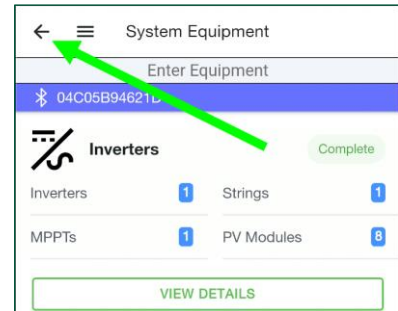 System Equipment
Enter Equipment
04C05B94621D
Inverters
Complete
Inverters 1 Strings 1
MPPTs 1 PV Modules 8
VIEW DETAILS